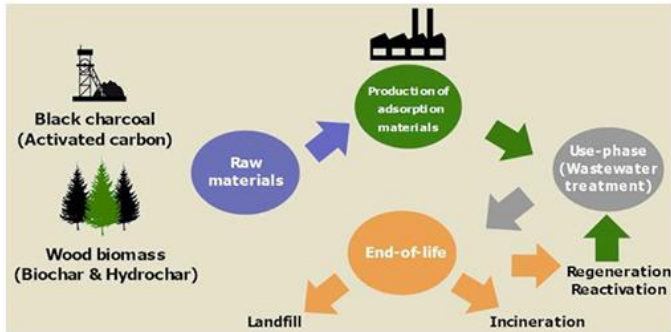 Black charcoal
(Activated carbon)
Wood biomass
(Biochar & Hydrochar)
Raw
materials
Production of
adsorption
materials
Use-phase
(Wastewater
treatment)
End-of-life
Regeneration
Reactivation
Landfill
Incineration